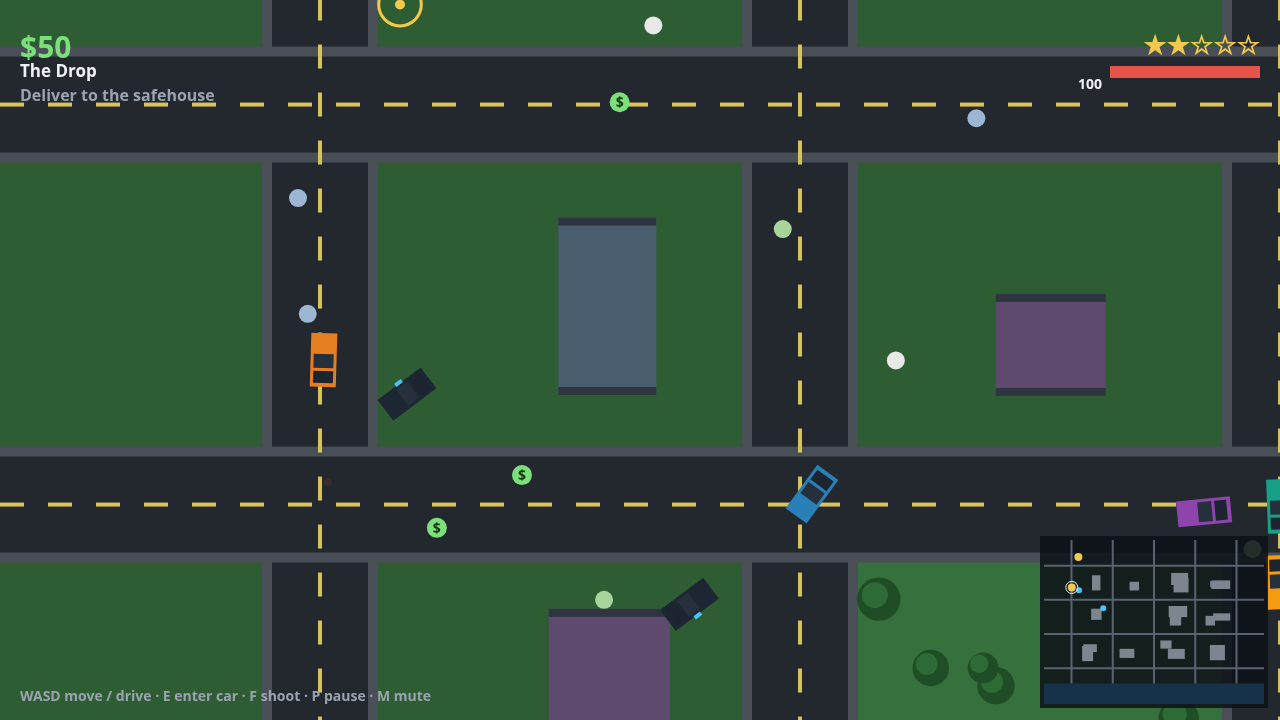 $50
The Drop
Deliver to the safehouse
100
$
$
$
WASD move / drive · E enter car · F shoot · P pause · M mute